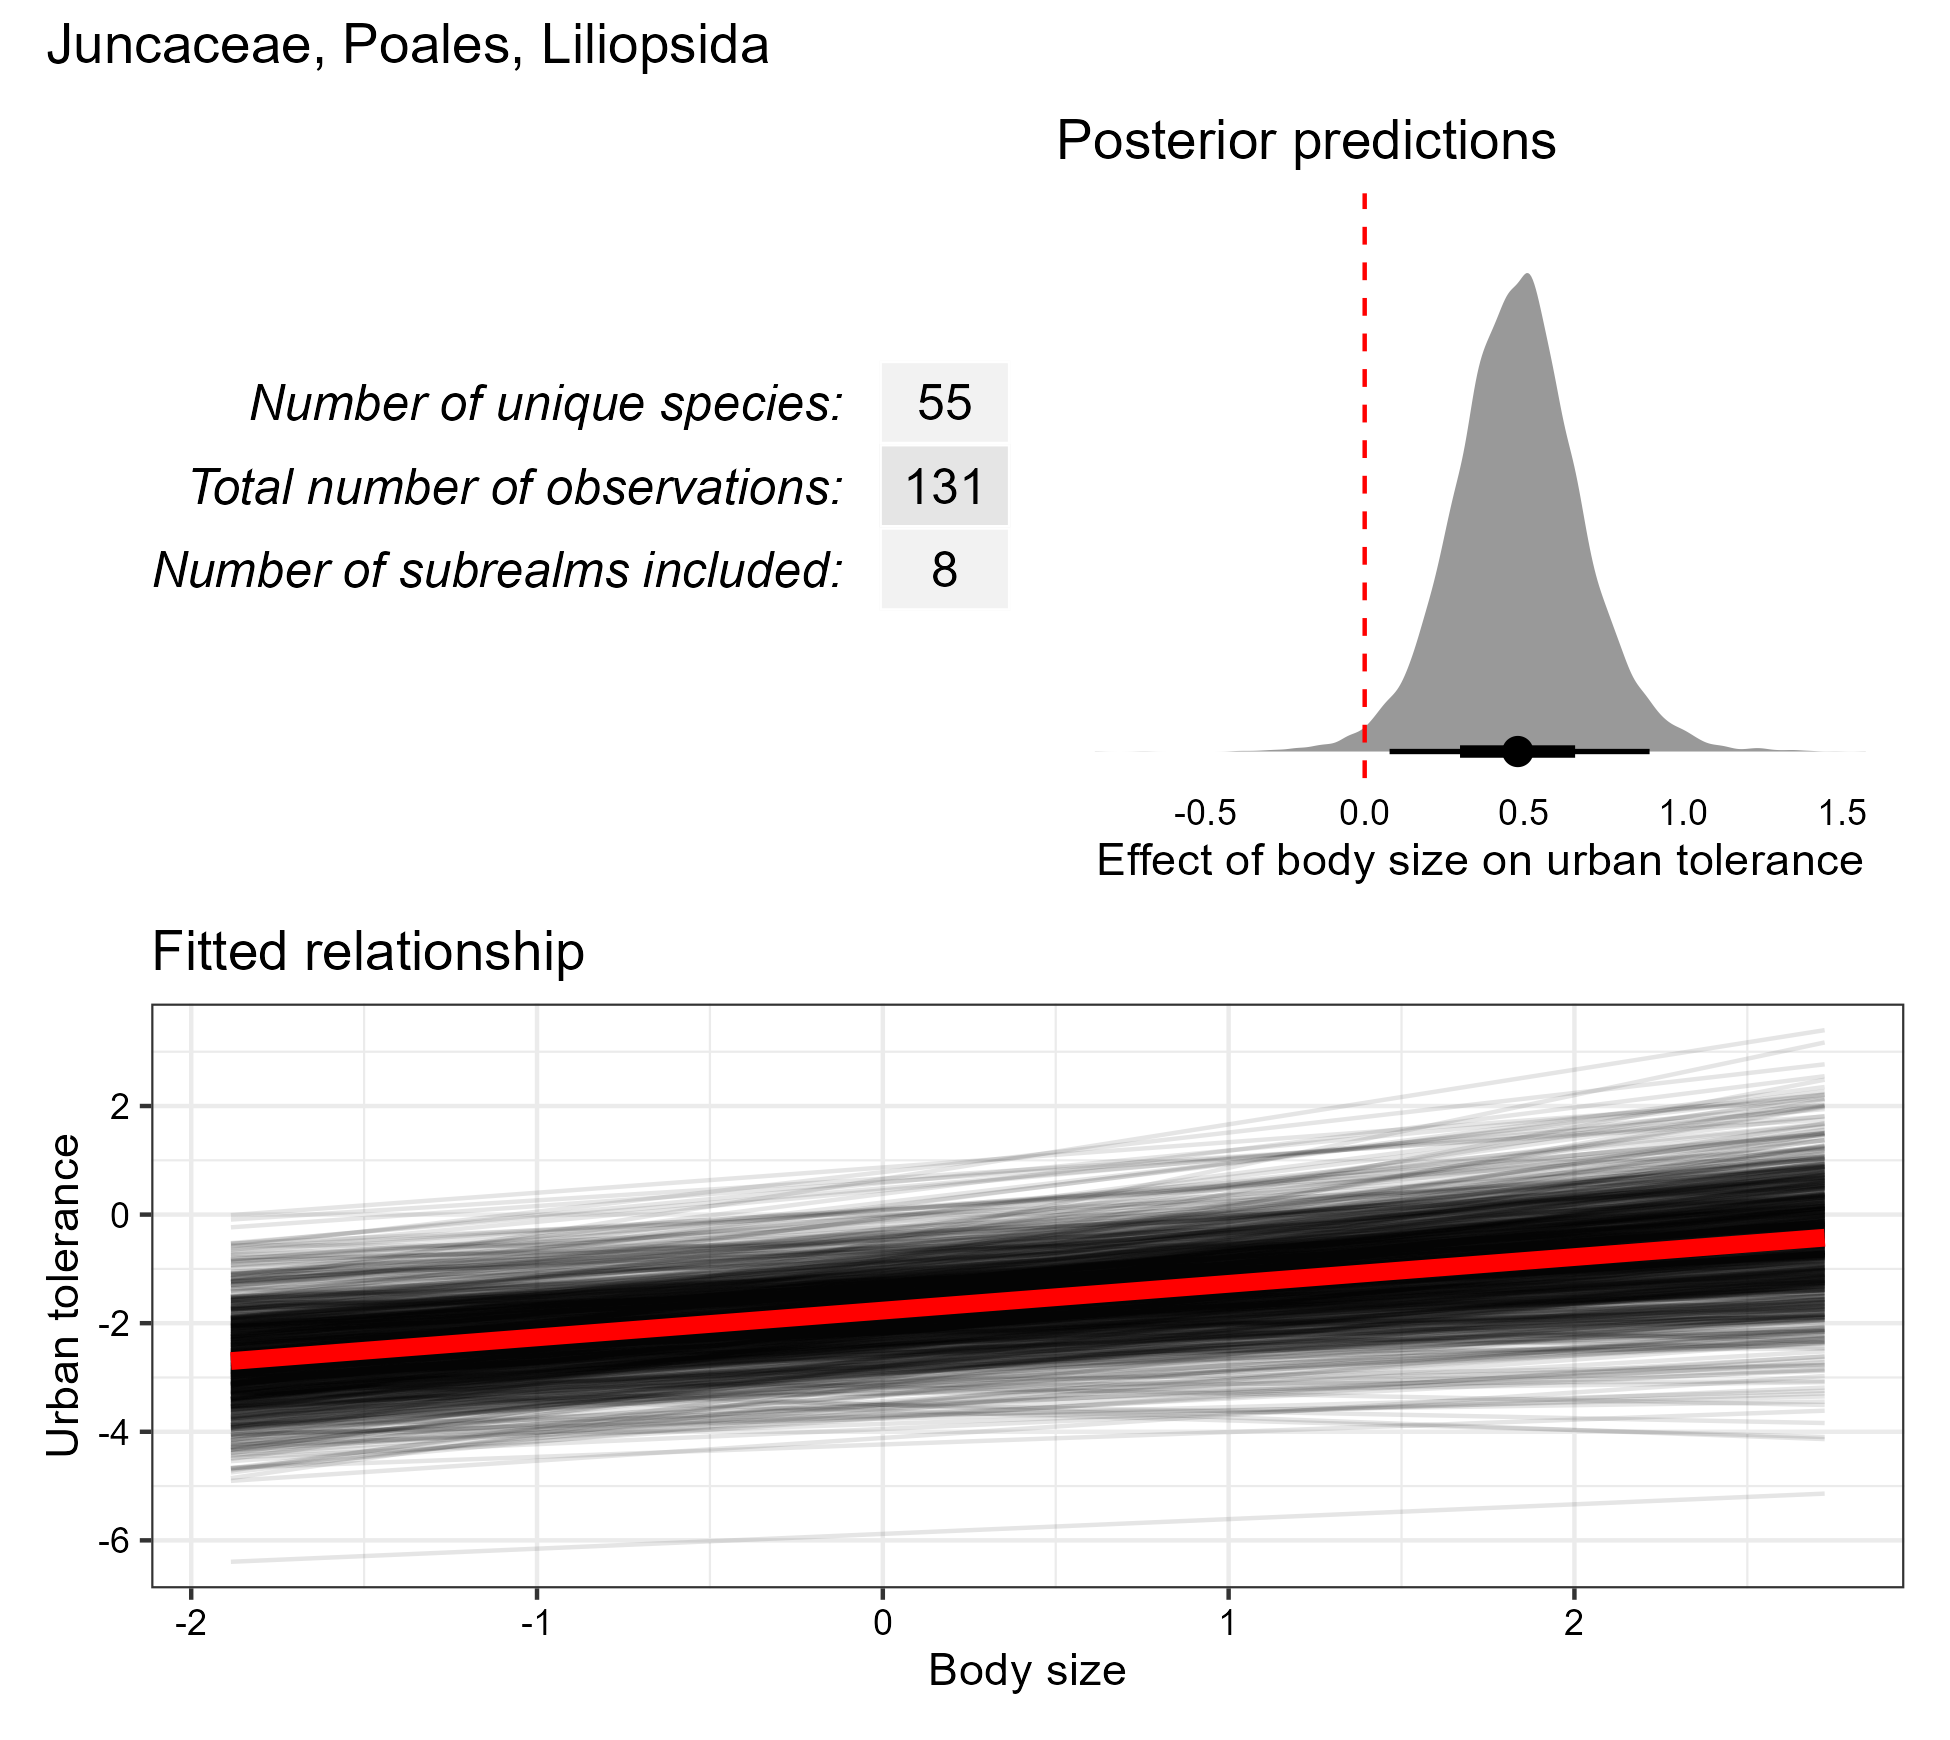 Juncaceae, Poales, Liliopsida
Posterior predictions
Number of unique species: 55
Total number of observations: 131
Number of subrealms included: 8
-0.5 0.0 0.5 1.0 1.5
Effect of body size on urban tolerance
Fitted relationship
Urban tolerance
2
0
-2
-4
-6
-2 -1 0 1 2
Body size